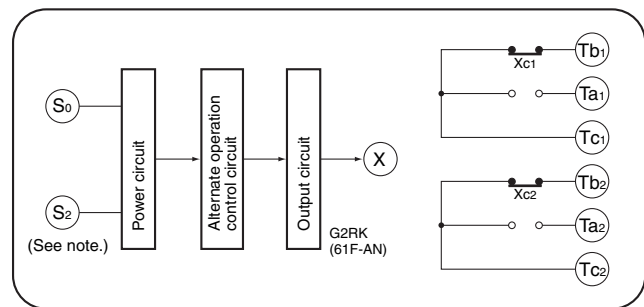 S0
S2
(See note.)
Power circuit
Alternate operation
control circuit
Output circuit
X
G2RK
(61F-AN)
Xc1
Tb1
Ta1
Tc1
Xc2
Tb2
Ta2
Tc2